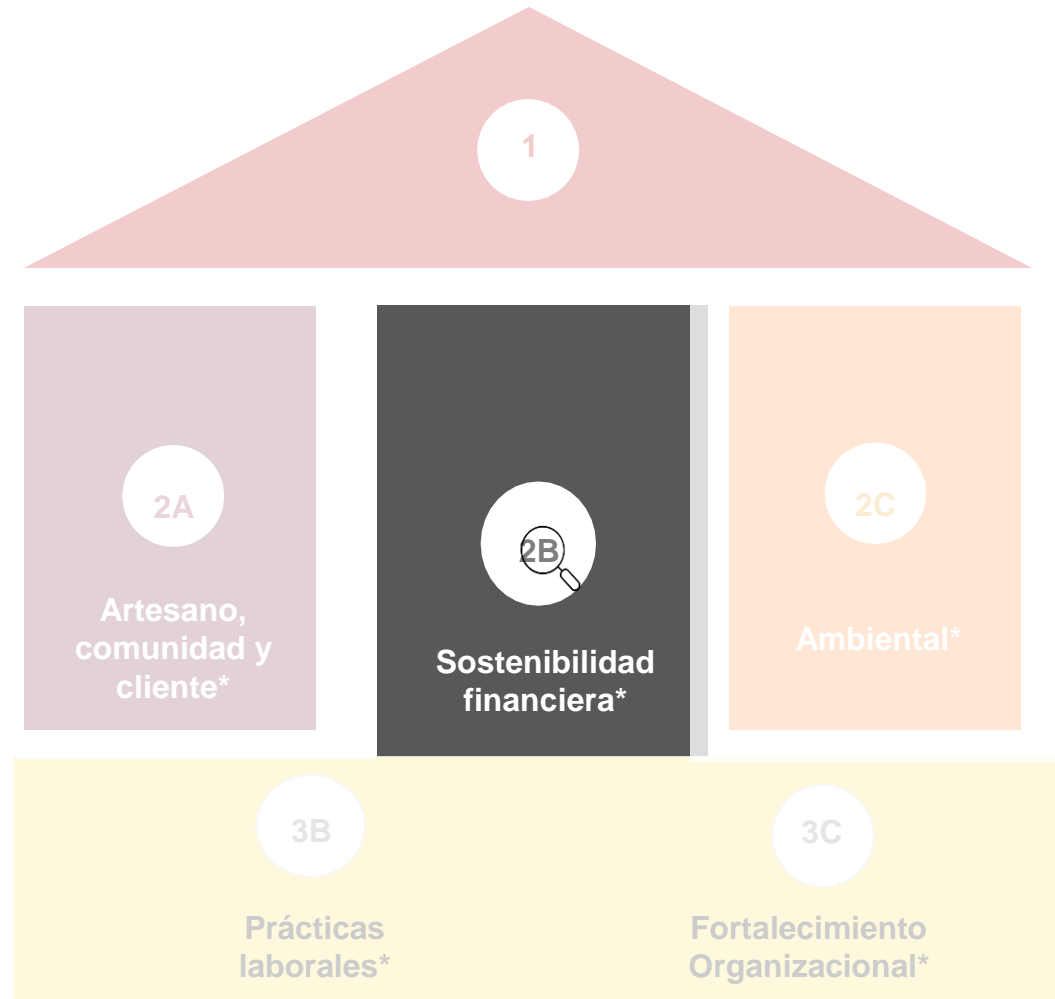 1
2A
Artesano,
comunidad y
cliente*
2B
Sostenibilidad
financiera*
2C
Ambiental*
3B
Prácticas
laborales*
3C
Fortalecimiento
Organizacional*